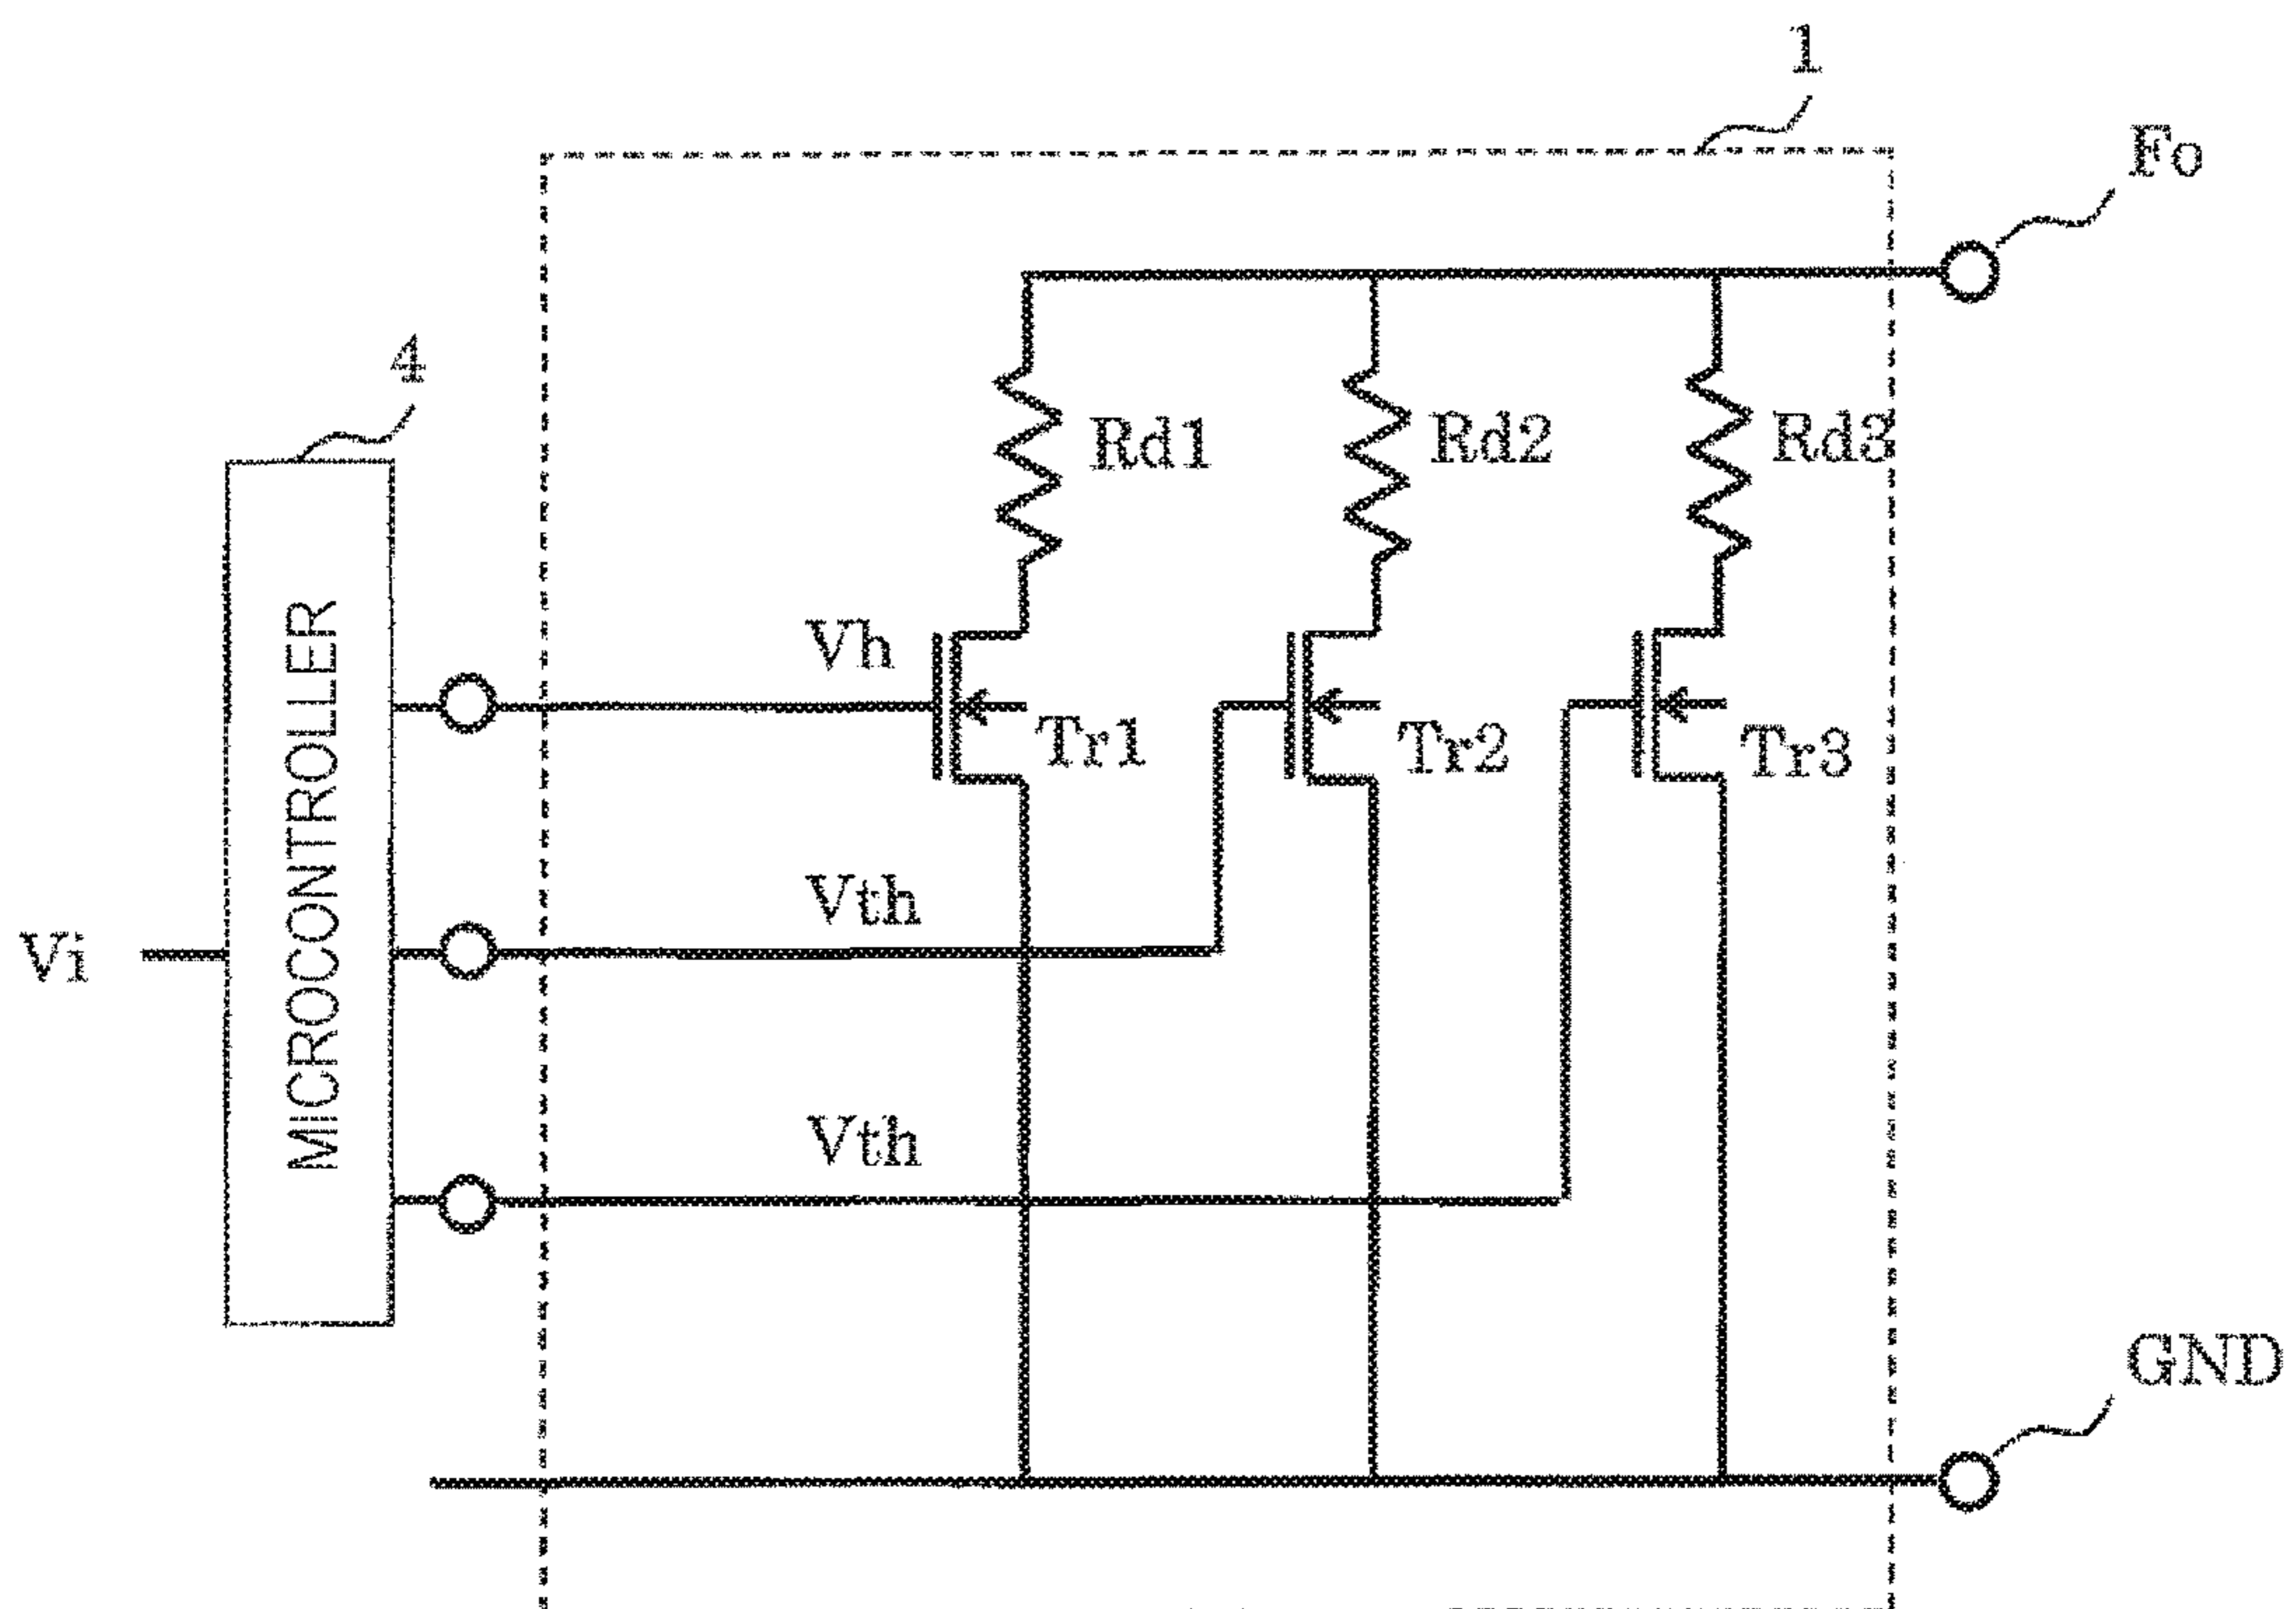 1
Fo
4
Rd1
Rd2
Rd3
Vh
Tr1
Tr2
Tr3
MICROCONTROLLER
Vth
Vi
Vth
GND